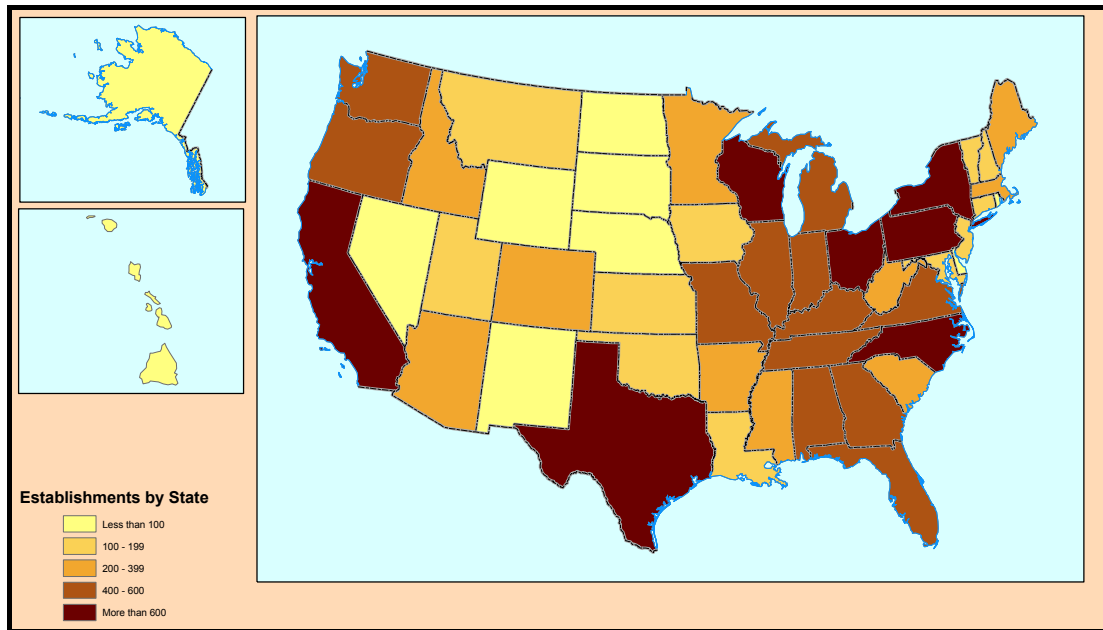 Establishments by State
Less than 100
100 - 199
200 - 399
400 - 600
More than 600